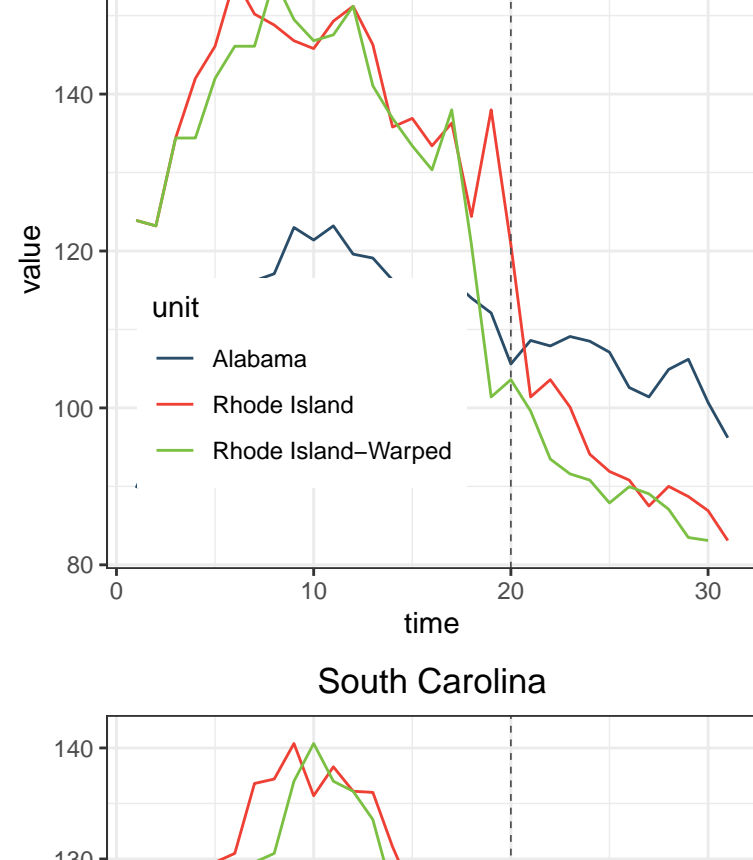 140
120
100
80
value
unit
Alabama
Rhode Island
Rhode Island−Warped
0 10 20 30
time
South Carolina
140
130